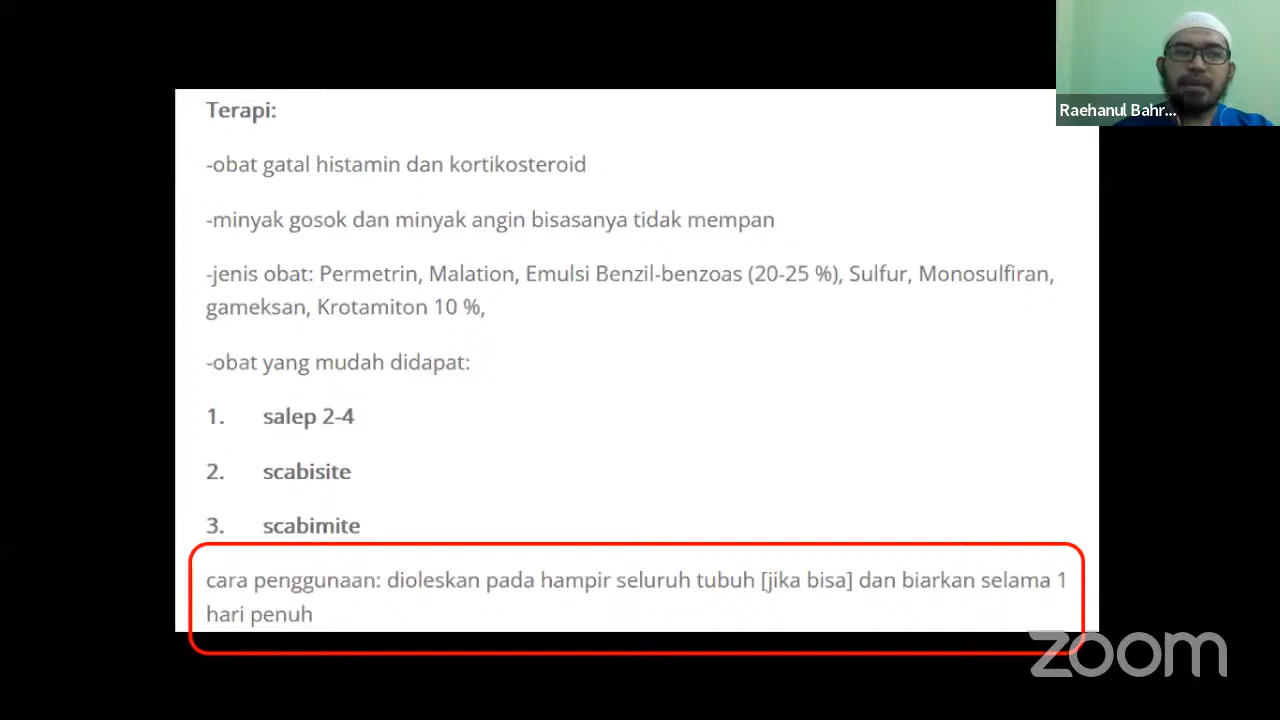 Raehanul Bahr...
Terapi:
-obat gatal histamin dan kortikosteroid
-minyak gosok dan minyak angin bisasanya tidak mempan
-jenis obat: Permetrin, Malation, Emulsi Benzil-benzoas (20-25 %), Sulfur, Monosulfiran,
gameksan, Krotamiton 10 %,
-obat yang mudah didapat:
1. salep 2-4
2. scabisite
3. scabimite
cara penggunaan: dioleskan pada hampir seluruh tubuh [jika bisa] dan biarkan selama 1
hari penuh
zoom